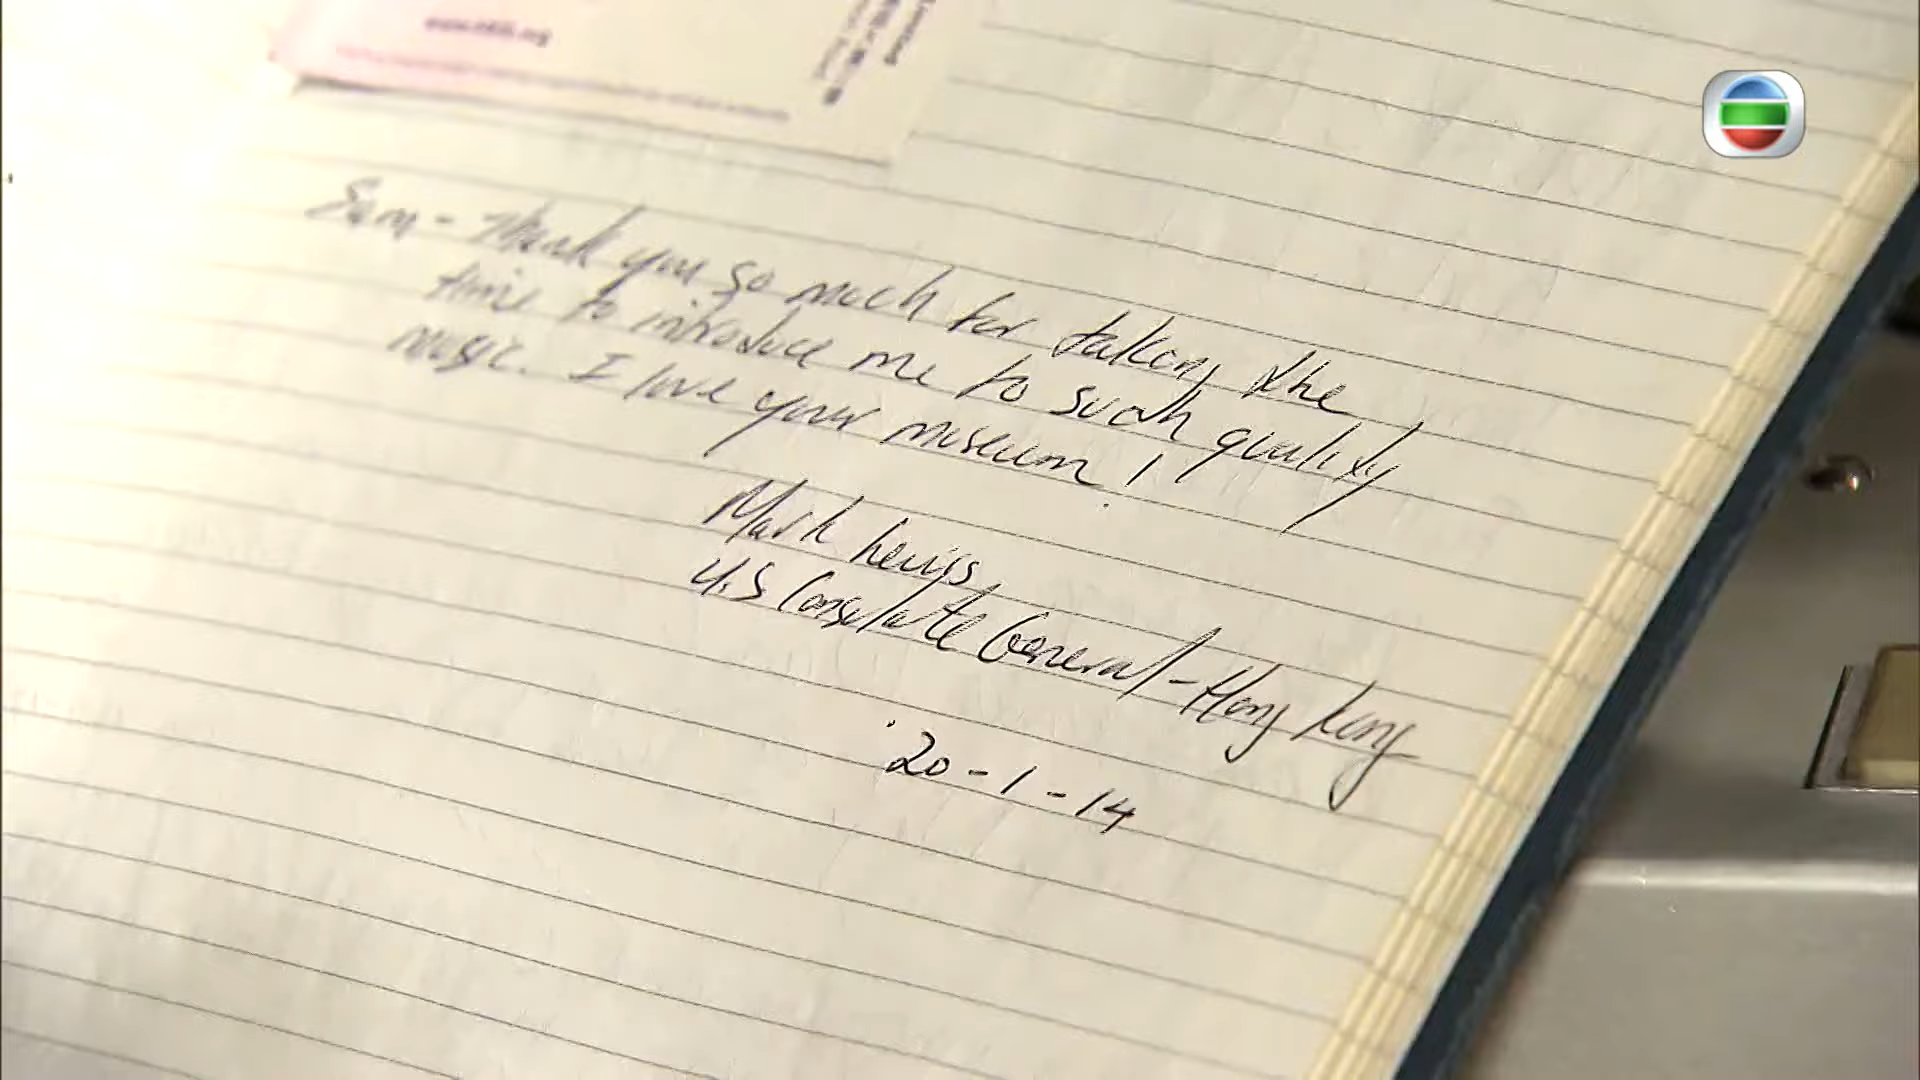 Sam - Thank you so much for taking the
time to introduce me to such quality
music. I love your museum!
Mark
U.S Consulate General - Hong Kong
20-1-14